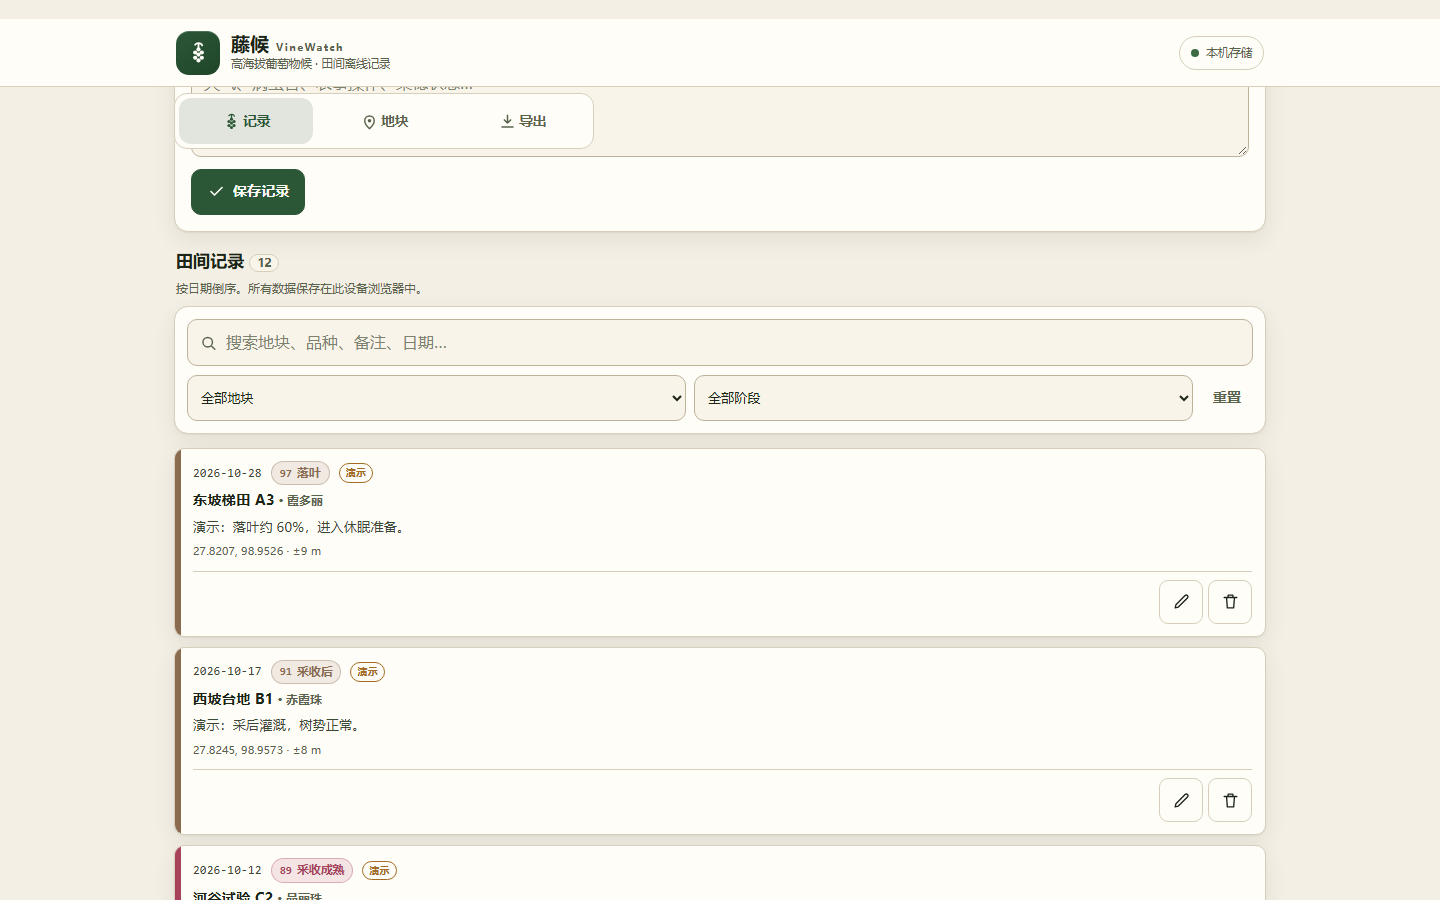 藤候 VineWatch
高海拔葡萄物候 · 田间离线记录
本机存储
记录
地块
导出
保存记录
田间记录 12
按日期倒序。所有数据保存在此设备浏览器中。
搜索地块、品种、备注、日期…
全部地块
全部阶段
重置
2026-10-28 97 落叶 演示
东坡梯田 A3 · 霞多丽
演示：落叶约 60%，进入休眠准备。
27.8207, 98.9526 · ±9 m
2026-10-17 91 采收后 演示
西坡台地 B1 · 赤霞珠
演示：采后灌溉，树势正常。
27.8245, 98.9573 · ±8 m
2026-10-12 89 采收成熟 演示
河谷试验 C2